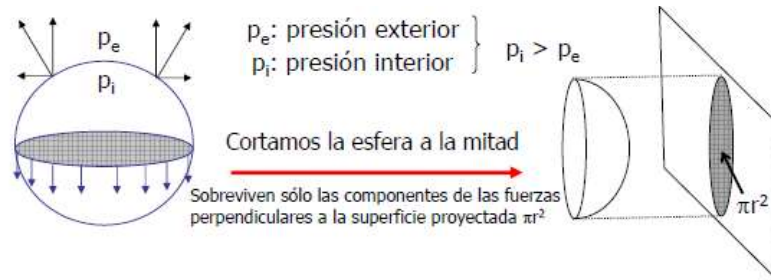 pe
pi
pe: presión exterior
pi: presión interior
pi > pe
Cortamos la esfera a la mitad
Sobreviven sólo las componentes de las fuerzas
perpendiculares a la superficie proyectada πr²
πr²